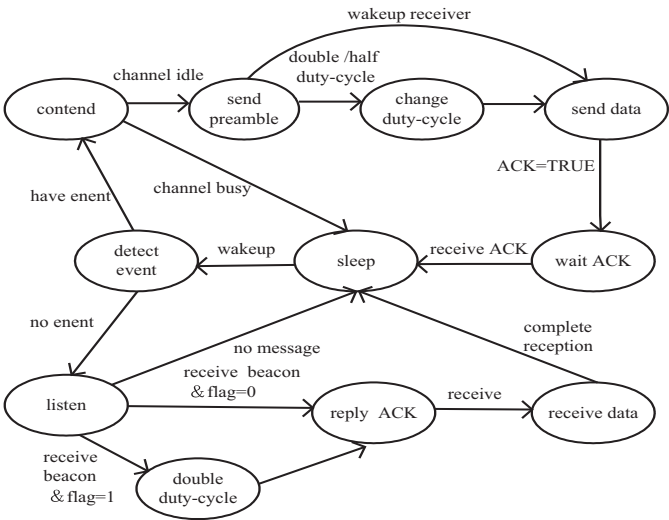 wakeup receiver
channel idle
double /half
duty-cycle
contend
send
preamble
change
duty-cycle
send data
ACK=TRUE
channel busy
have enent
detect
event
wakeup
sleep
receive ACK
wait ACK
no enent
no message
complete
reception
receive beacon
&flag=0
listen
reply ACK
receive
receive data
receive
beacon
&flag=1
double
duty-cycle